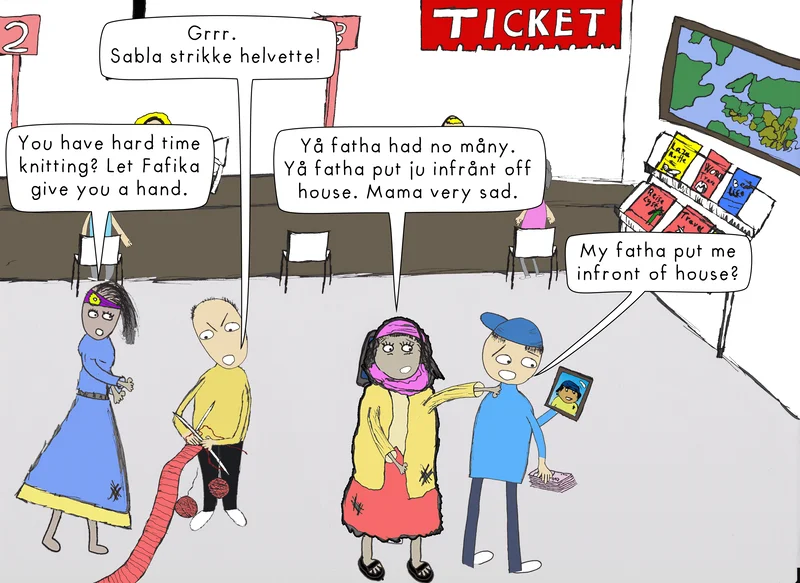 2
3
TICKET
Grrr.
Sabla strikke helvette!
You have hard time
knitting? Let Fafika
give you a hand.
Yå fatha had no måny.
Yå fatha put ju infrånt off
house. Mama very sad.
My fatha put me
infront of house?